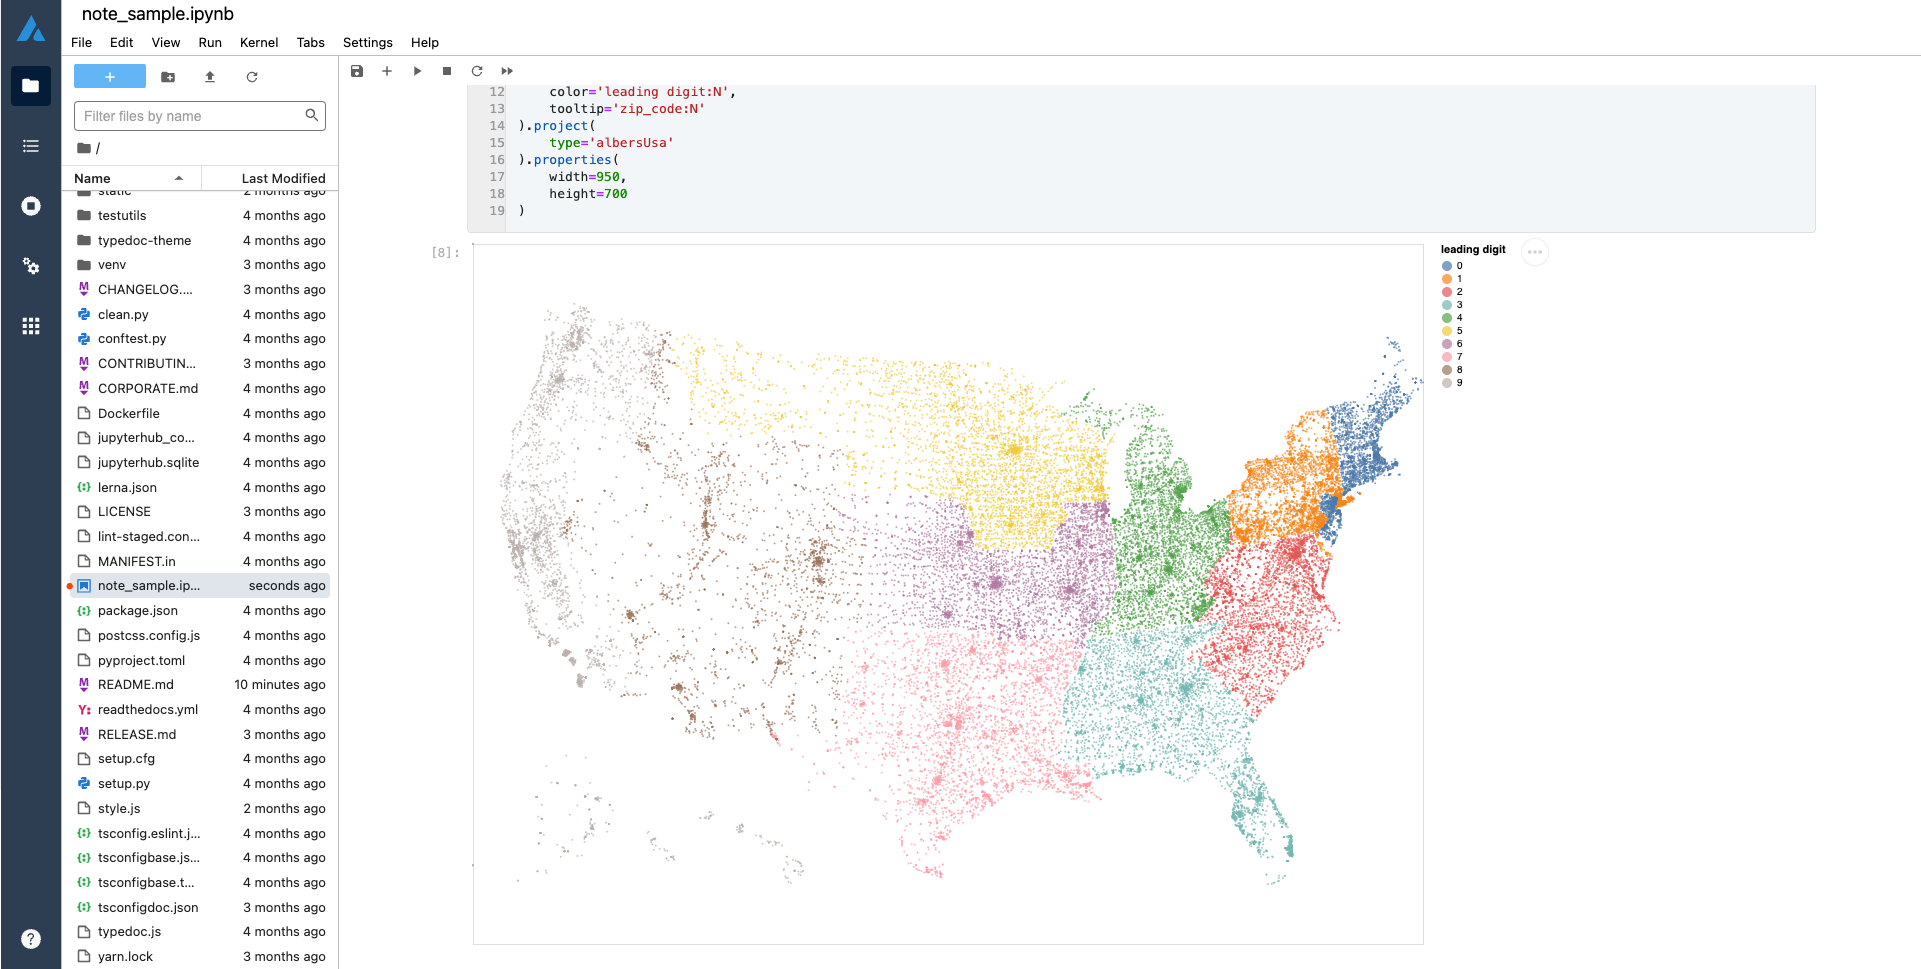 note_sample.ipynb
File Edit View Run Kernel Tabs Settings Help
+
Filter files by name
/
Name Last Modified
static 2 months ago
testutils 4 months ago
typedoc-theme 4 months ago
venv 3 months ago
CHANGELOG.... 3 months ago
clean.py 4 months ago
conftest.py 4 months ago
CONTRIBUTIN... 3 months ago
CORPORATE.md 4 months ago
Dockerfile 4 months ago
jupyterhub_co... 4 months ago
jupyterhub.sqlite 4 months ago
lerna.json 4 months ago
LICENSE 3 months ago
lint-staged.con... 4 months ago
MANIFEST.in 4 months ago
note_sample.ip... seconds ago
package.json 4 months ago
postcss.config.js 4 months ago
pyproject.toml 4 months ago
README.md 10 minutes ago
readthedocs.yml 4 months ago
RELEASE.md 3 months ago
setup.cfg 4 months ago
setup.py 4 months ago
style.js 2 months ago
tsconfig.eslint.j... 4 months ago
tsconfigbase.js... 4 months ago
tsconfigbase.t... 4 months ago
tsconfigdoc.json 3 months ago
typedoc.js 4 months ago
yarn.lock 3 months ago
12 color='leading digit:N',
13 tooltip='zip_code:N'
14 ).project(
15 type='albersUsa'
16 ).properties(
17 width=950,
18 height=700
19 )
[8]:
leading digit
0
1
2
3
4
5
6
7
8
9